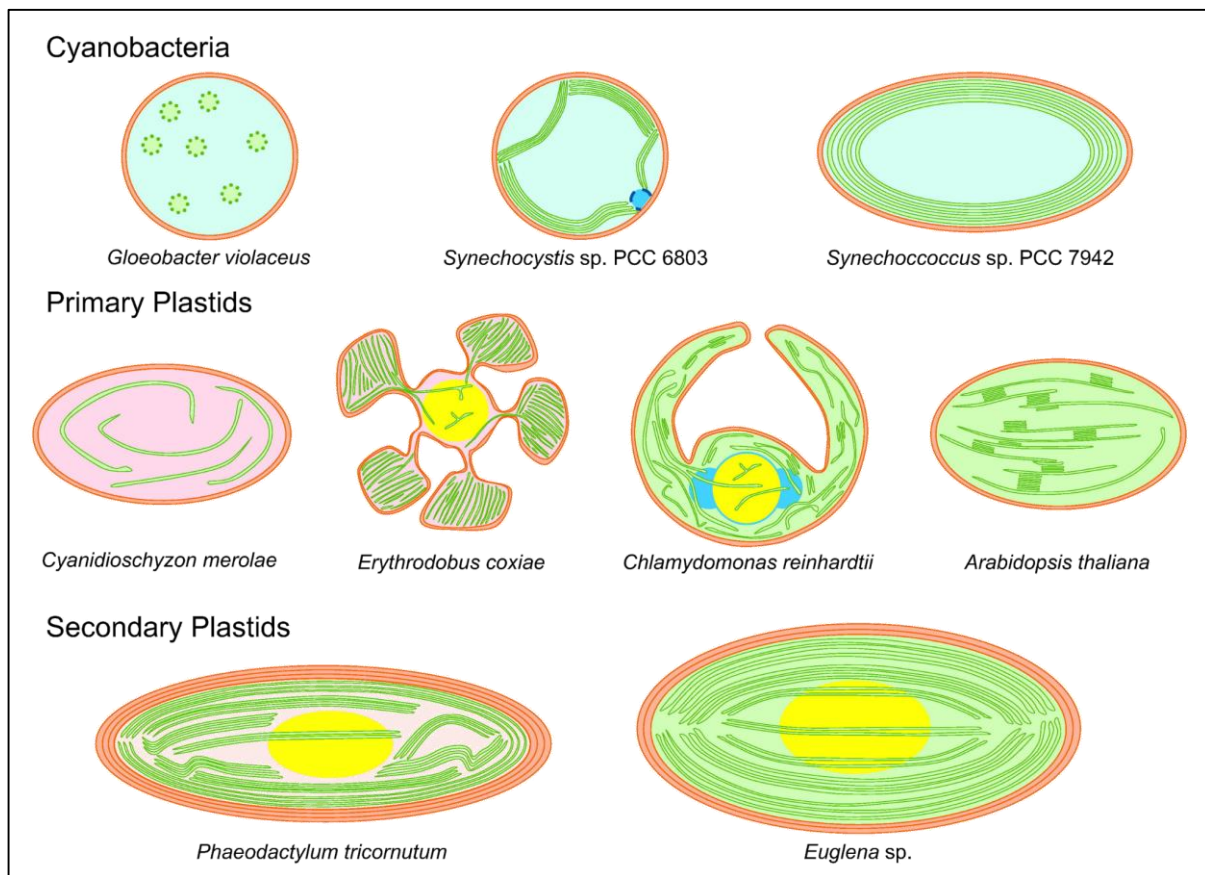 Cyanobacteria
Gloeobacter violaceus
Synechocystis sp. PCC 6803
Synechoccoccus sp. PCC 7942
Primary Plastids
Cyanidioschyzon merolae
Erythrodobus coxiae
Chlamydomonas reinhardtii
Arabidopsis thaliana
Secondary Plastids
Phaeodactylum tricornutum
Euglena sp.